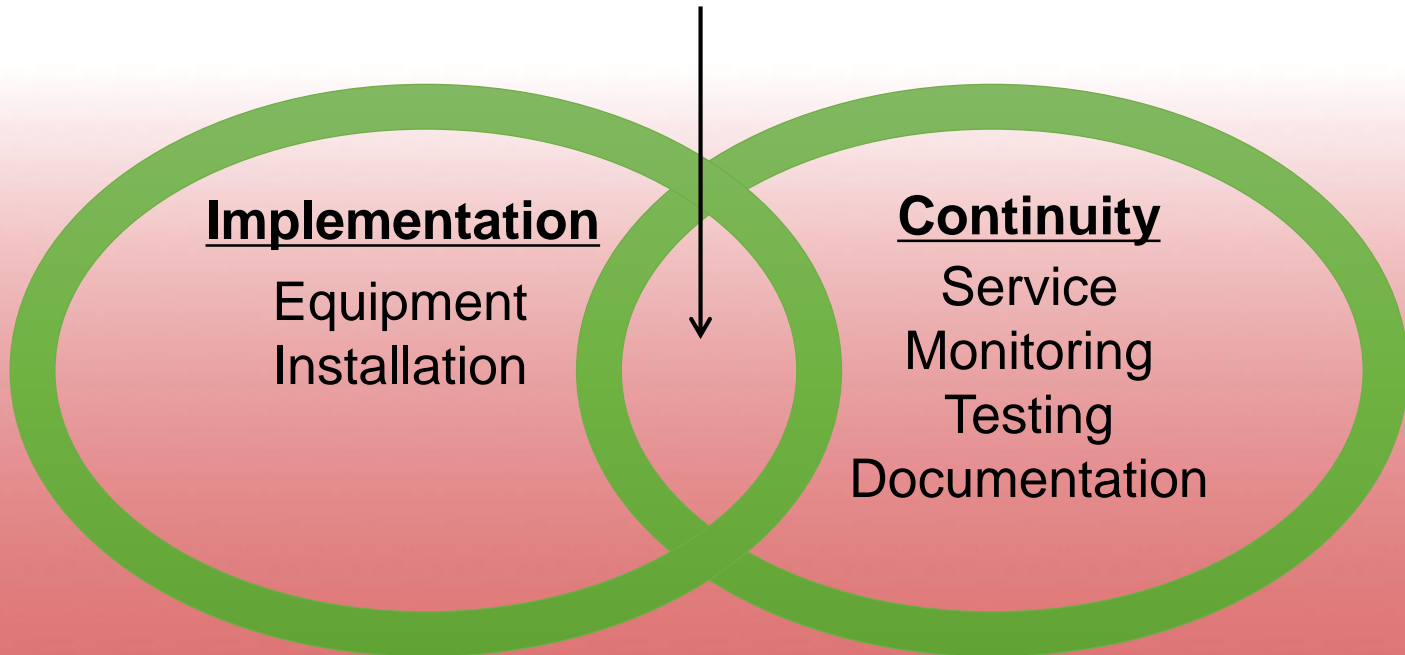 Implementation
Equipment
Installation
Continuity
Service
Monitoring
Testing
Documentation